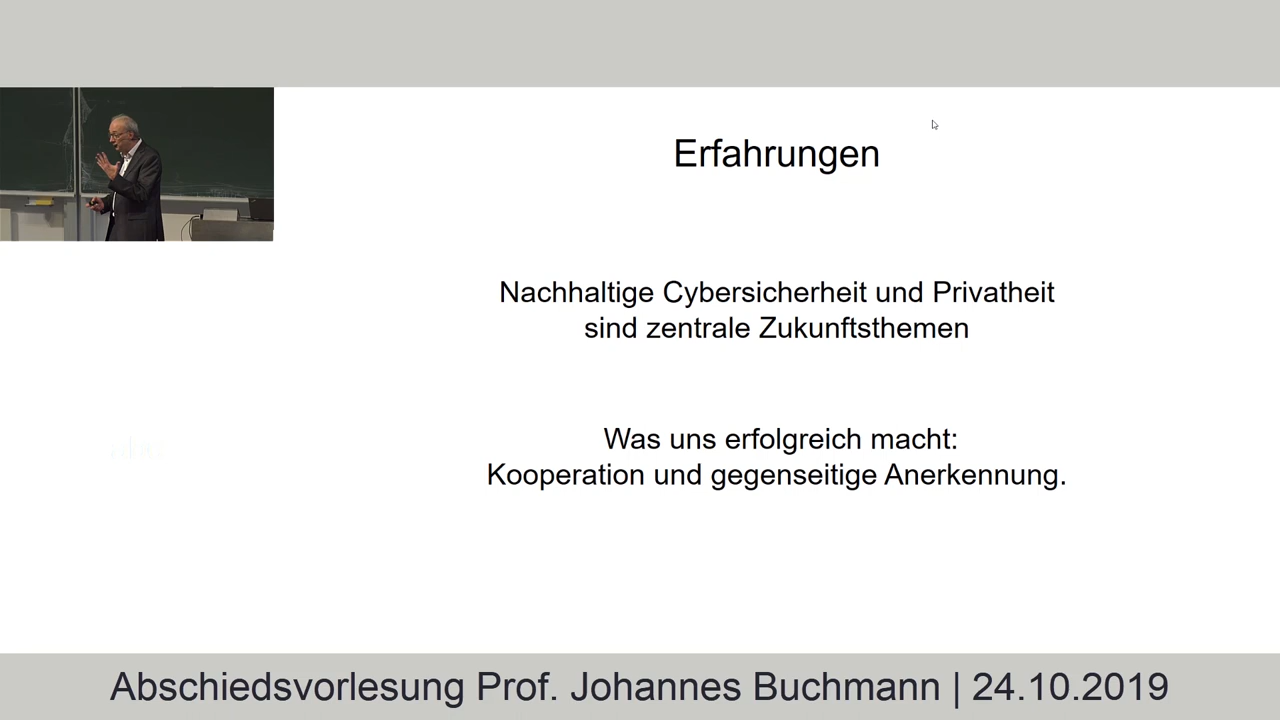 Erfahrungen
Nachhaltige Cybersicherheit und Privatheit
sind zentrale Zukunftsthemen
Was uns erfolgreich macht:
Kooperation und gegenseitige Anerkennung.
Abschiedsvorlesung Prof. Johannes Buchmann | 24.10.2019